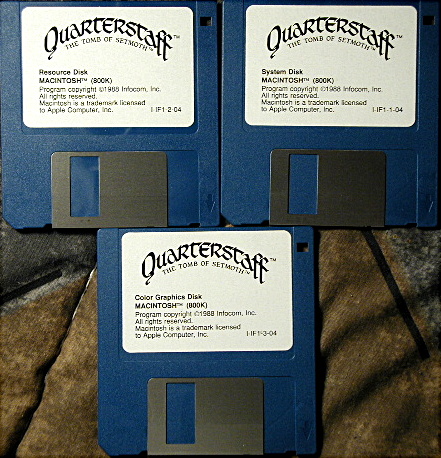 QUARTERSTAFF™
THE TOMB OF SETMOTH™
Resource Disk
MACINTOSH™ (800K)
Program copyright ©1988 Infocom, Inc.
All rights reserved.
Macintosh is a trademark licensed
to Apple Computer, Inc. I-IF1-2-04
QUARTERSTAFF™
THE TOMB OF SETMOTH™
System Disk
MACINTOSH™ (800K)
Program copyright ©1988 Infocom, Inc.
All rights reserved.
Macintosh is a trademark licensed
to Apple Computer, Inc. I-IF1-1-04
QUARTERSTAFF™
THE TOMB OF SETMOTH™
Color Graphics Disk
MACINTOSH™ (800K)
Program copyright ©1988 Infocom, Inc.
All rights reserved.
Macintosh is a trademark licensed
to Apple Computer, Inc. I-IF1-3-04